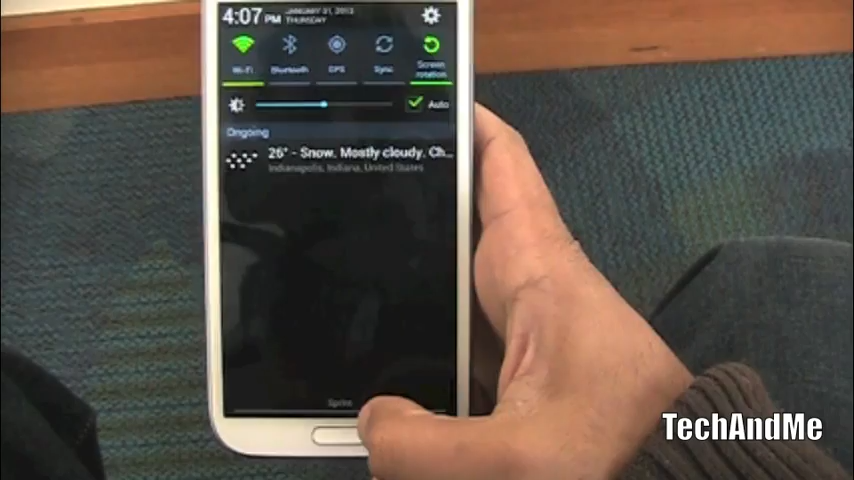 4:07 PM
JANUARY 31, 2013
THURSDAY
Wi-Fi
Bluetooth
GPS
Sync
Screen
rotation
Auto
Ongoing
26° - Snow. Mostly cloudy. Ch...
Indianapolis, Indiana, United States
Sprint
TechAndMe